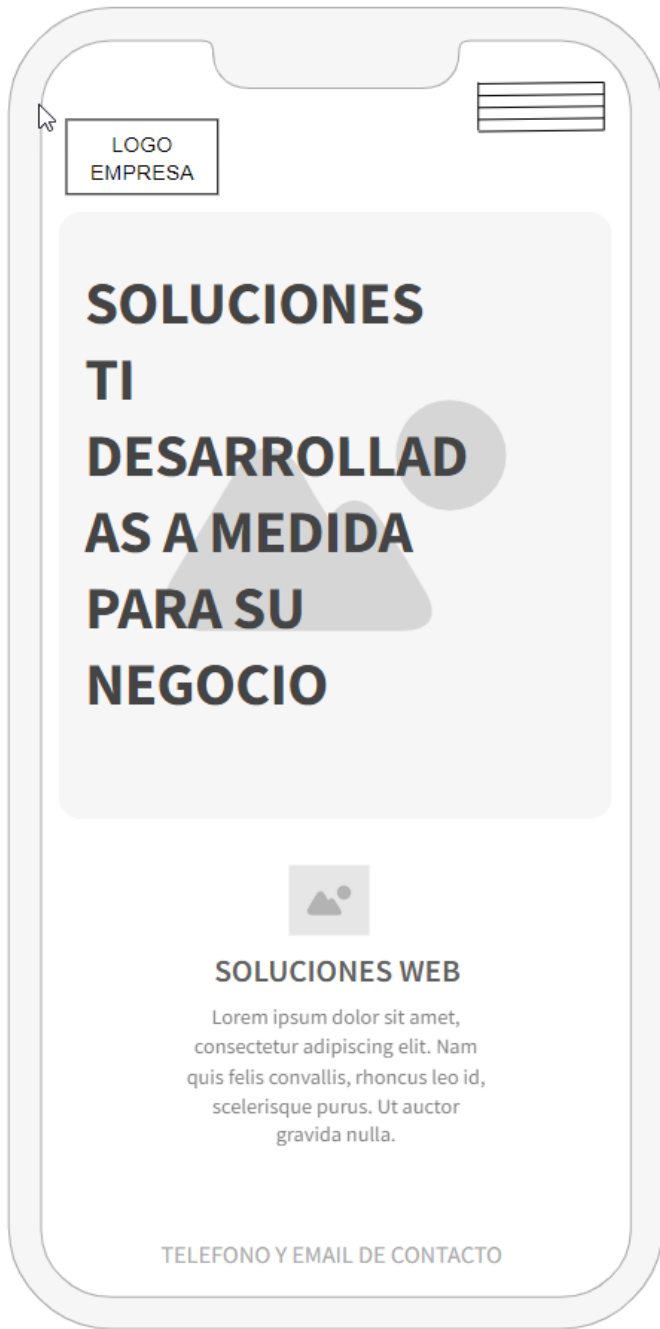 LOGO
EMPRESA
SOLUCIONES
TI
DESARROLLAD
AS A MEDIDA
PARA SU
NEGOCIO
SOLUCIONES WEB
Lorem ipsum dolor sit amet,
consectetur adipiscing elit. Nam
quis felis convallis, rhoncus leo id,
scelerisque purus. Ut auctor
gravida nulla.
TELEFONO Y EMAIL DE CONTACTO